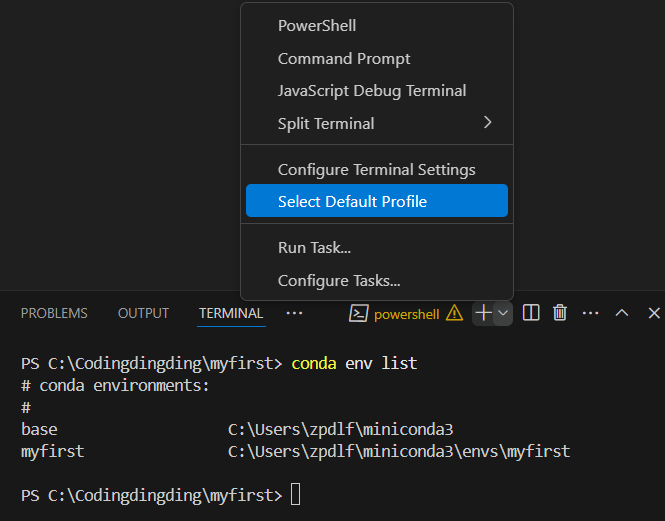 PowerShell
Command Prompt
JavaScript Debug Terminal
Split Terminal
Configure Terminal Settings
Select Default Profile
Run Task...
Configure Tasks...
PROBLEMS OUTPUT TERMINAL ··· powershell ···
PS C:\Codingdingding\myfirst> conda env list
# conda environments:
#
base                   C:\Users\zpdlf\miniconda3
myfirst                C:\Users\zpdlf\miniconda3\envs\myfirst
PS C:\Codingdingding\myfirst>